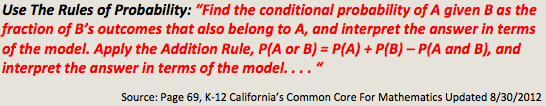 Use The Rules of Probability: “Find the conditional probability of A given B as the
fraction of B’s outcomes that also belong to A, and interpret the answer in terms
of the model. Apply the Addition Rule, P(A or B) = P(A) + P(B) – P(A and B), and
interpret the answer in terms of the model. . . . “
Source: Page 69, K-12 California’s Common Core For Mathematics Updated 8/30/2012